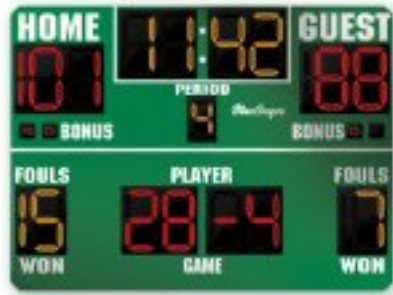 HOME 11:42 GUEST
101 88
PERIOD
4 MacGregor
BONUS BONUS
FOULS PLAYER FOULS
15 28-4 7
WON GAME WON